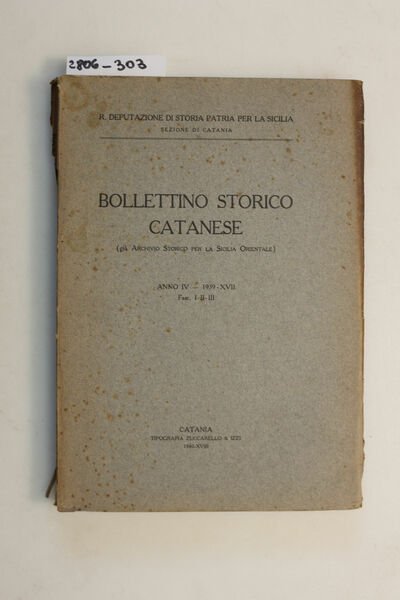 2806-303
R. DEPUTAZIONE DI STORIA PATRIA PER LA SICILIA
SEZIONE DI CATANIA
BOLLETTINO STORICO
CATANESE
(già ARCHIVIO STORICO PER LA SICILIA ORIENTALE)
ANNO IV - 1939-XVII
FASC. I-II-III
CATANIA
TIPOGRAFIA ZUCCARELLO & IZZI
1940-XVIII